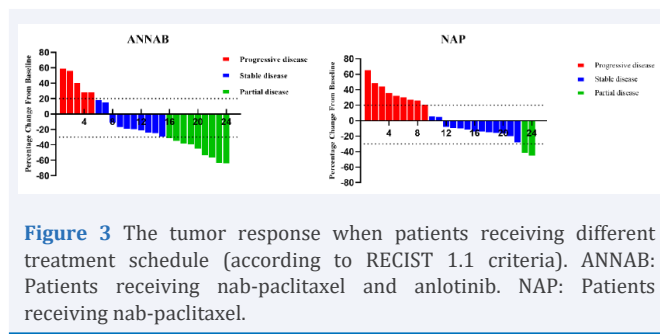 ANNAB
Percentage Change From Baseline
80
60
40
20
0
-20
-40
-60
-80
4
8
12
16
20
24
Progressive disease
Stable disease
Partial disease
NAP
Percentage Change From Baseline
80
60
40
20
0
-20
-40
-60
-80
4
8
12
16
20
24
Progressive disease
Stable disease
Partial disease
Figure 3 The tumor response when patients receiving different
treatment schedule (according to RECIST 1.1 criteria). ANNAB:
Patients receiving nab-paclitaxel and anlotinib. NAP: Patients
receiving nab-paclitaxel.